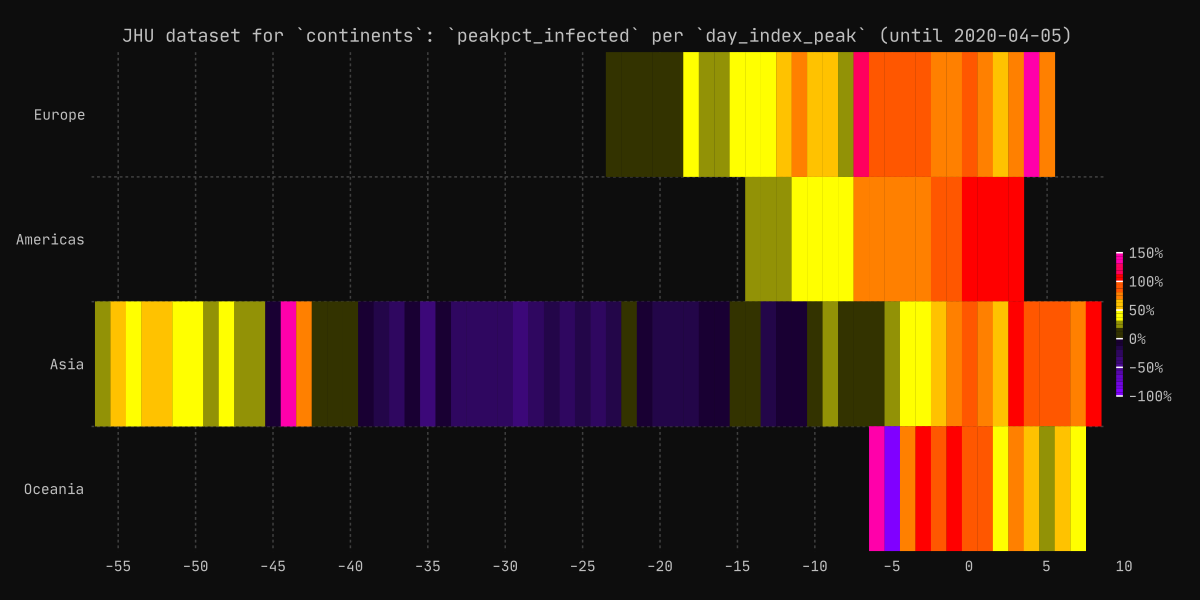 JHU dataset for `continents`: `peakpct_infected` per `day_index_peak` (until 2020-04-05)
Europe
Americas
Asia
Oceania
150%
100%
50%
0%
−50%
−100%
−55 −50 −45 −40 −35 −30 −25 −20 −15 −10 −5 0 5 10